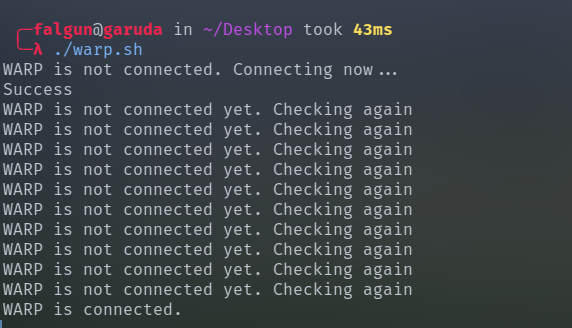 falgun@garuda in ~/Desktop took 43ms
λ ./warp.sh
WARP is not connected. Connecting now...
Success
WARP is not connected yet. Checking again
WARP is not connected yet. Checking again
WARP is not connected yet. Checking again
WARP is not connected yet. Checking again
WARP is not connected yet. Checking again
WARP is not connected yet. Checking again
WARP is not connected yet. Checking again
WARP is not connected yet. Checking again
WARP is not connected yet. Checking again
WARP is not connected yet. Checking again
WARP is connected.